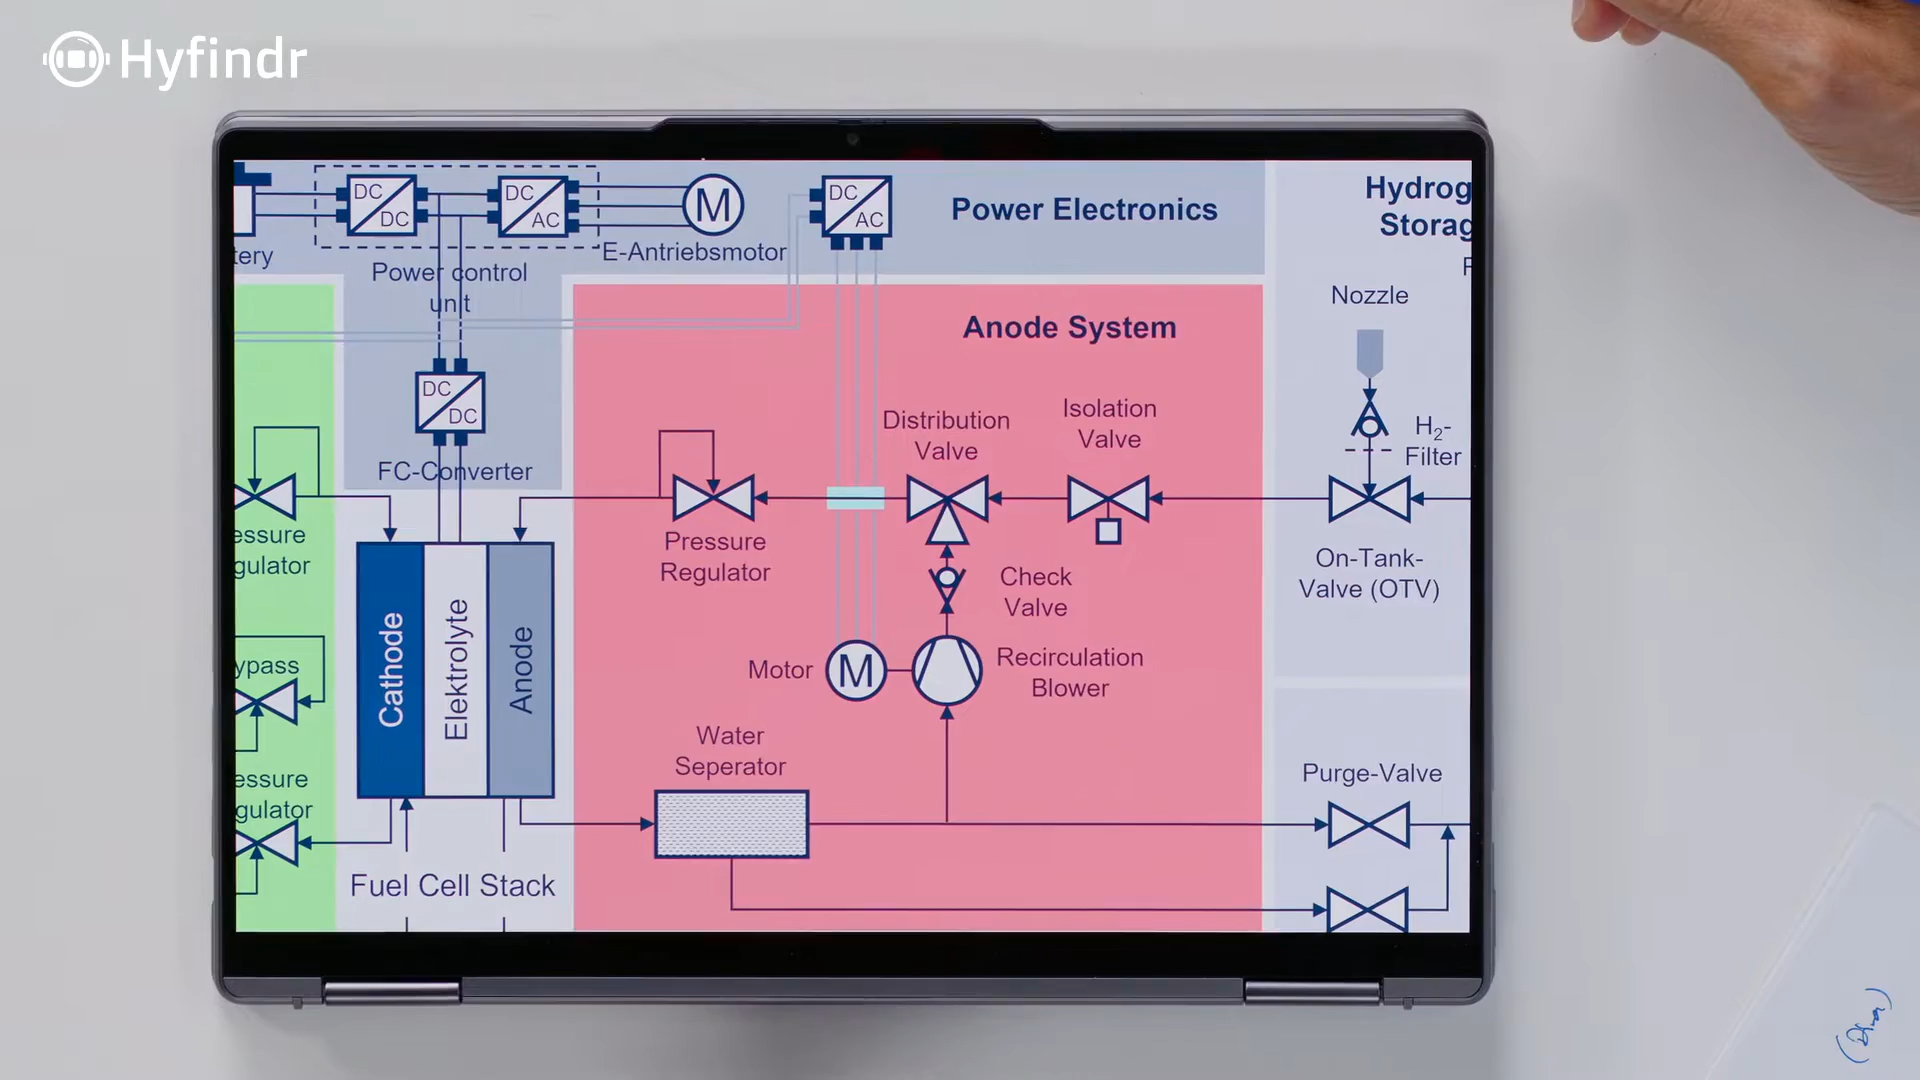 Hyfindr
DC
DC
DC
AC
M
DC
AC
Power Electronics
Hydrog
Storag
tery
E-Antriebsmotor
Power control
unit
Nozzle
Anode System
DC
DC
FC-Converter
Distribution
Valve
Isolation
Valve
H₂-
Filter
essure
gulator
Pressure
Regulator
On-Tank-
Valve (OTV)
Check
Valve
Cathode
Elektrolyte
Anode
ypass
Motor
M
Recirculation
Blower
Water
Seperator
essure
gulator
Purge-Valve
Fuel Cell Stack